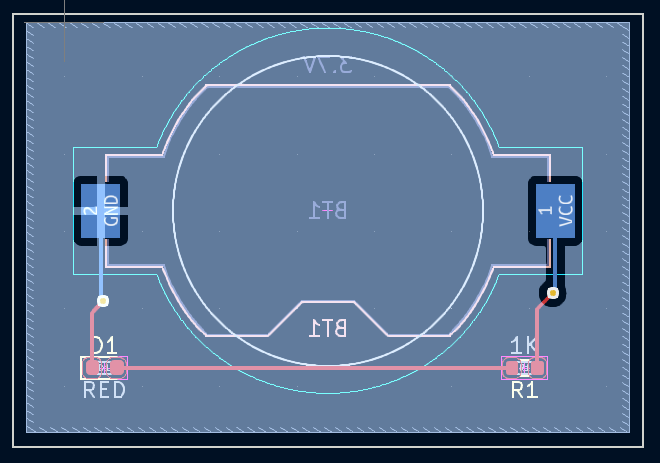 3.7V
2
GND
BT1
1
VCC
BT1
D1
1K
RED
R1